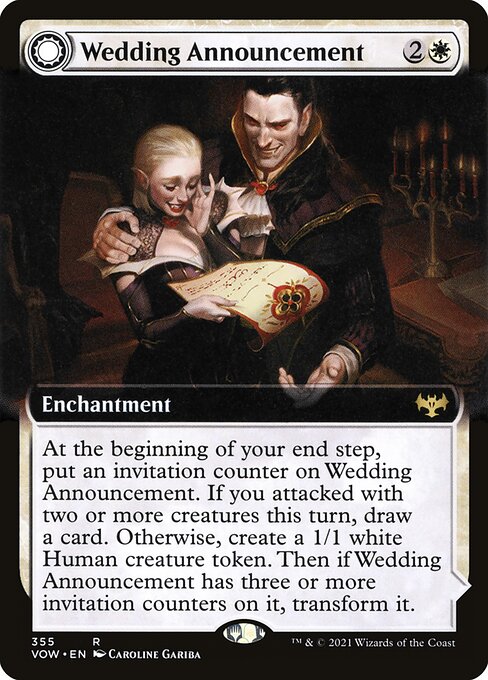 Wedding Announcement 2
Enchantment
At the beginning of your end step,
put an invitation counter on Wedding
Announcement. If you attacked with
two or more creatures this turn, draw
a card. Otherwise, create a 1/1 white
Human creature token. Then if Wedding
Announcement has three or more
invitation counters on it, transform it.
355 R
VOW • EN Caroline Gariba
™ & © 2021 Wizards of the Coast